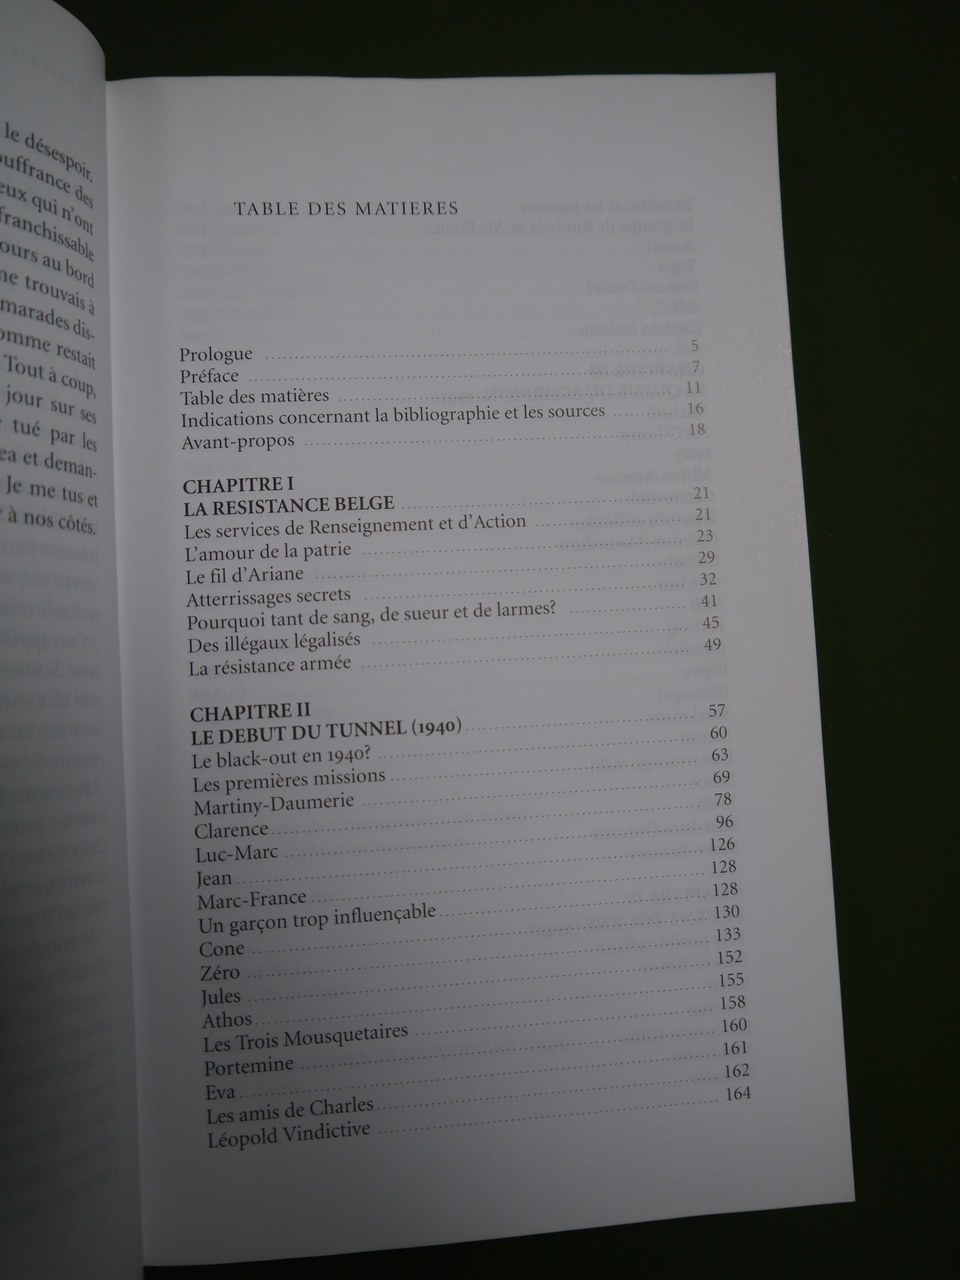 le désespoir.
ouffrance des
eux qui n'ont
franchissable
ours au bord
ne trouvais à
marades dis-
omme restait
Tout à coup,
jour sur ses
tué par les
ea et deman-
Je me tus et
à nos côtés.
TABLE DES MATIERES
Prologue 5
Préface 7
Table des matières 11
Indications concernant la bibliographie et les sources 16
Avant-propos 18
CHAPITRE I
LA RESISTANCE BELGE 21
Les services de Renseignement et d'Action 21
L'amour de la patrie 23
Le fil d'Ariane 29
Atterrissages secrets 32
Pourquoi tant de sang, de sueur et de larmes? 41
Des illégaux légalisés 45
La résistance armée 49
CHAPITRE II
LE DEBUT DU TUNNEL (1940) 57
Le black-out en 1940? 60
Les premières missions 63
Martiny-Daumerie 69
Clarence 78
Luc-Marc 96
Jean 126
Marc-France 128
Un garçon trop influençable 128
Cone 130
Zéro 133
Jules 152
Athos 155
Les Trois Mousquetaires 158
Portemine 160
Eva 161
Les amis de Charles 162
Léopold Vindictive 164